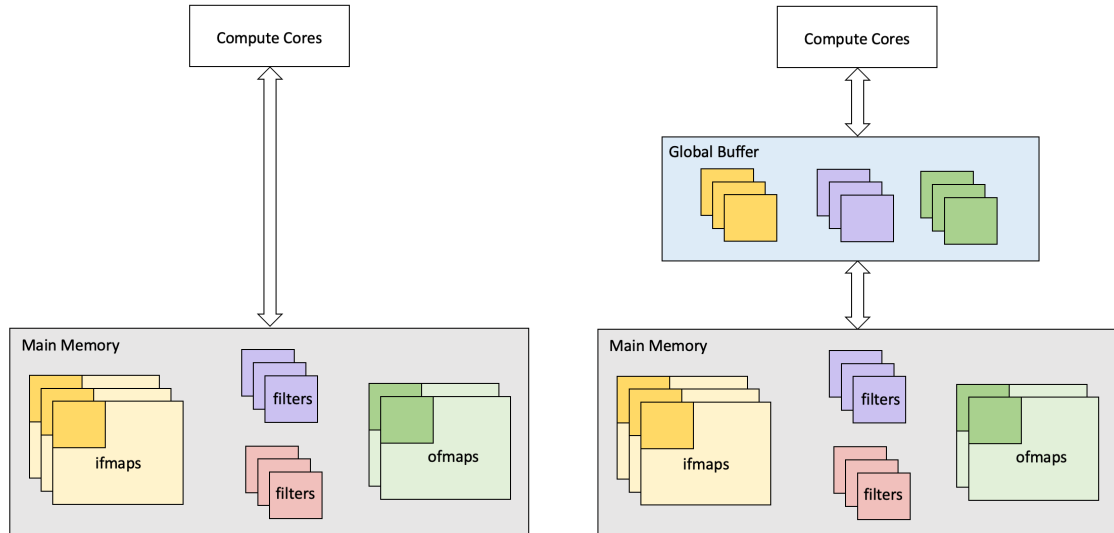 Compute Cores
Main Memory
ifmaps
filters
filters
ofmaps
Compute Cores
Global Buffer
Main Memory
ifmaps
filters
filters
ofmaps